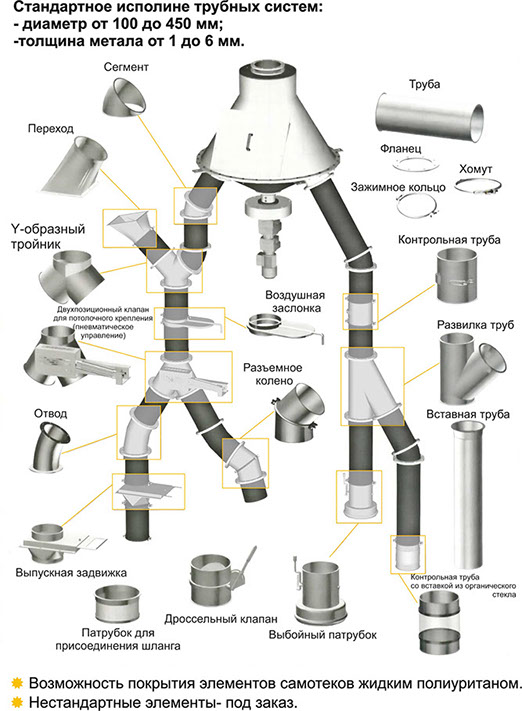 Стандартное исполине трубных систем:
- диаметр от 100 до 450 мм;
-толщина метала от 1 до 6 мм.
Сегмент
Труба
Переход
Фланец
Хомут
Зажимное кольцо
Y-образный
тройник
Контрольная труба
Двухпозиционный клапан
для потолочного крепления
(пневматическое
управление)
Воздушная
заслонка
Развилка труб
Разъемное
колено
Отвод
Вставная труба
Выпускная задвижка
Дроссельный клапан
Контрольная труба
со вставкой из органического
стекла
Патрубок для
присоединения шланга
Выбойный патрубок
Возможность покрытия элементов самотеков жидким полиуританом.
Нестандартные элементы- под заказ.